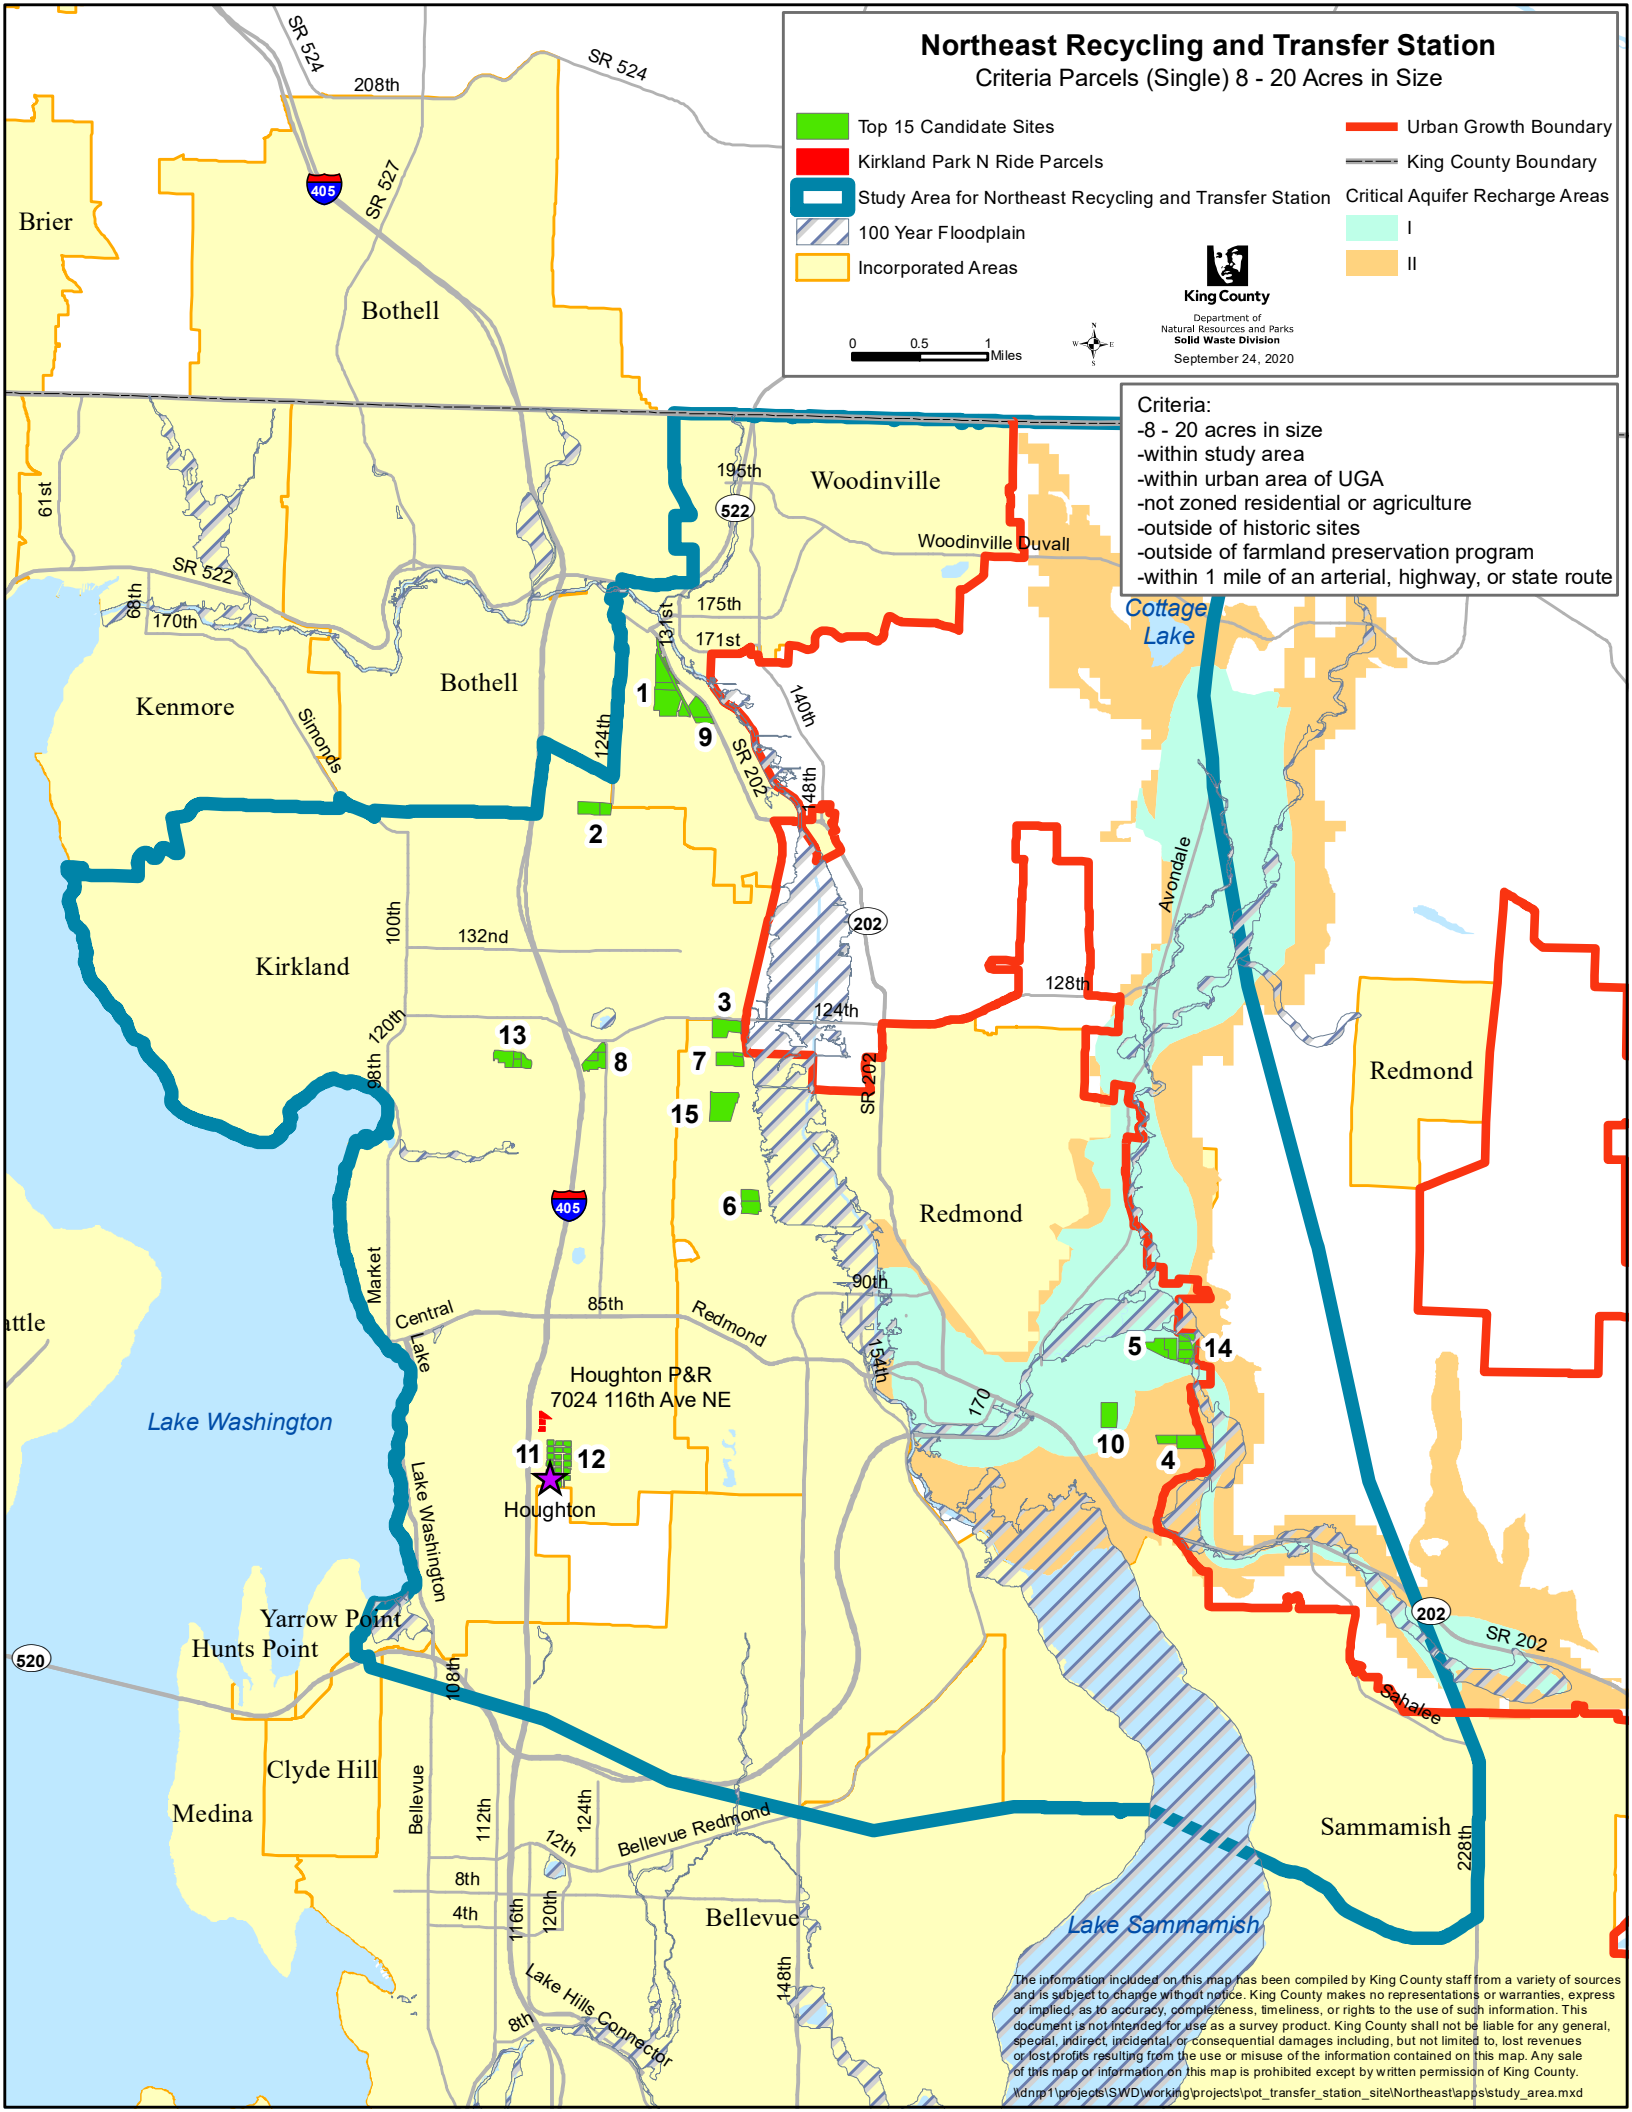 Northeast Recycling and Transfer Station
Criteria Parcels (Single) 8 - 20 Acres in Size
Top 15 Candidate Sites
Kirkland Park N Ride Parcels
Study Area for Northeast Recycling and Transfer Station
100 Year Floodplain
Incorporated Areas
Urban Growth Boundary
King County Boundary
Critical Aquifer Recharge Areas
I
II
King County
Department of
Natural Resources and Parks
Solid Waste Division
September 24, 2020
0 0.5 1
Miles
N
W E
S
Criteria:
-8 - 20 acres in size
-within study area
-within urban area of UGA
-not zoned residential or agriculture
-outside of historic sites
-outside of farmland preservation program
-within 1 mile of an arterial, highway, or state route
SR 524
208th
SR 524
405
SR 527
Brier
Bothell
61st
195th
522
Woodinville
Woodinville Duvall
SR 522
68th
170th
131st
175th
171st
Cottage
Lake
Kenmore
Simonds
Bothell
124th
1
9
SR 202
140th
148th
2
Kirkland
100th
132nd
202
Avondale
128th
120th
98th
13
8
3
124th
7
15
SR 202
Redmond
6
405
Redmond
Market
Central
Lake
85th
Redmond
90th
154th
170
5
14
10
4
attle
Lake Washington
Houghton P&R
7024 116th Ave NE
11
12
Houghton
Lake Washington
Yarrow Point
Hunts Point
520
108th
202
SR 202
Sahalee
Clyde Hill
Medina
Bellevue
112th
124th
12th
Bellevue Redmond
Sammamish
228th
8th
4th
116th
120th
Bellevue
148th
Lake Sammamish
Lake Hills Connector
8th
The information included on this map has been compiled by King County staff from a variety of sources
and is subject to change without notice. King County makes no representations or warranties, express
or implied, as to accuracy, completeness, timeliness, or rights to the use of such information. This
document is not intended for use as a survey product. King County shall not be liable for any general,
special, indirect, incidental, or consequential damages including, but not limited to, lost revenues
or lost profits resulting from the use or misuse of the information contained on this map. Any sale
of this map or information on this map is prohibited except by written permission of King County.
\\dnrp1\projects\SWD\working\projects\pot_transfer_station_site\Northeast\apps\study_area.mxd